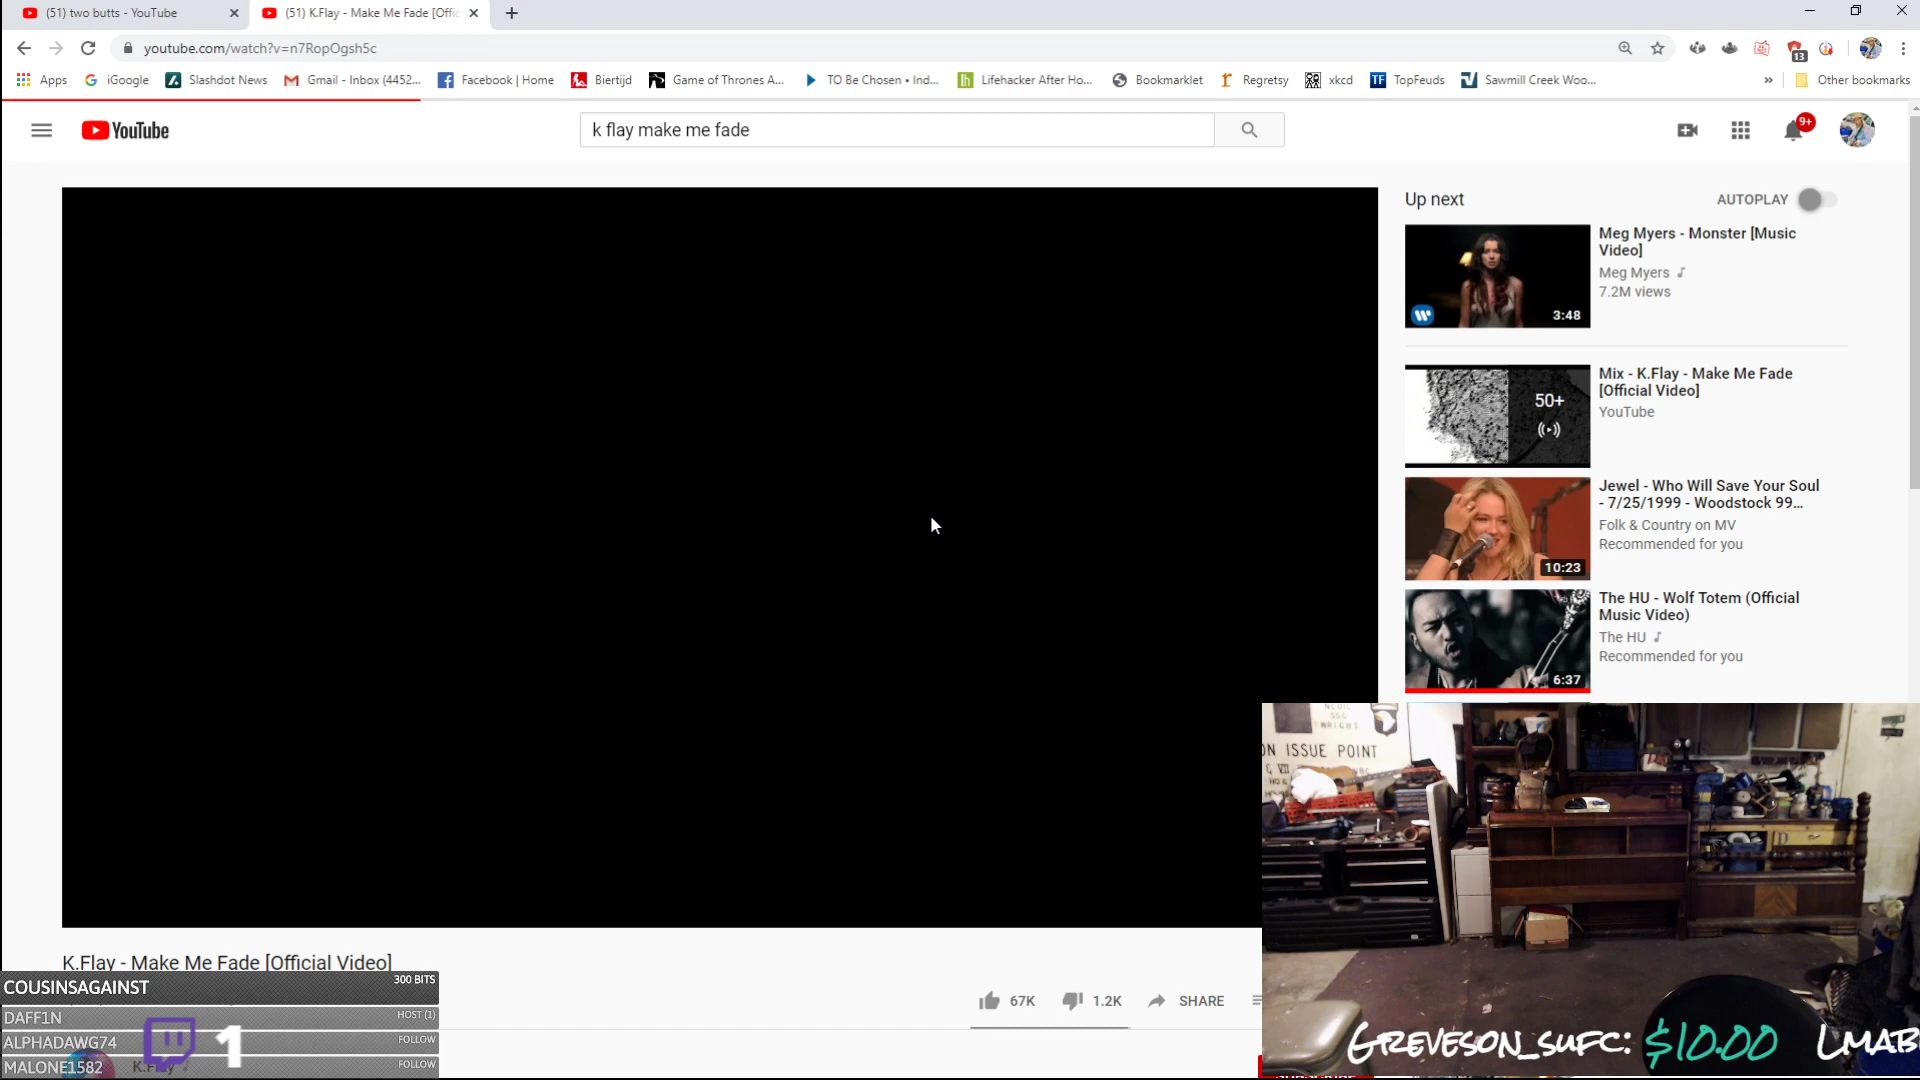 (51) two butts - YouTube
(51) K.Flay - Make Me Fade [Offic
youtube.com/watch?v=n7RopOgsh5c
13
Apps
iGoogle
Slashdot News
Gmail - Inbox (4452...
Facebook | Home
Biertijd
Game of Thrones A...
TO Be Chosen • Ind...
Lifehacker After Ho...
Bookmarklet
Regretsy
xkcd
TopFeuds
Sawmill Creek Woo...
»
Other bookmarks
YouTube
k flay make me fade
9+
Up next
AUTOPLAY
Meg Myers - Monster [Music
Video]
Meg Myers
7.2M views
3:48
Mix - K.Flay - Make Me Fade
[Official Video]
YouTube
50+
Jewel - Who Will Save Your Soul
- 7/25/1999 - Woodstock 99...
Folk & Country on MV
Recommended for you
10:23
The HU - Wolf Totem (Official
Music Video)
The HU
Recommended for you
6:37
WRIGHT
ON ISSUE POINT
K.Flay - Make Me Fade [Official Video]
67K
1.2K
SHARE
COUSINSAGAINST
300 BITS
DAFF1N
HOST (1)
ALPHADAWG74
FOLLOW
MALONE1582
FOLLOW
1
Greveson_sufc: $10.00 Lmab